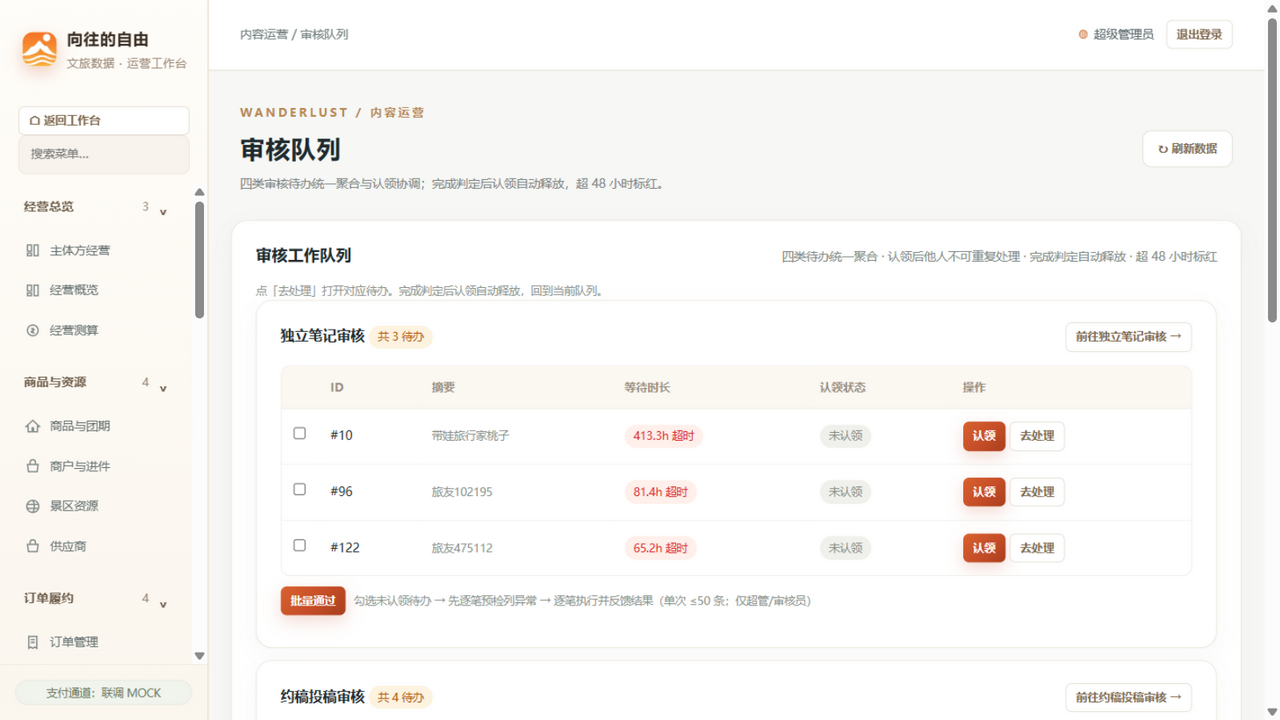 向往的自由
文旅数据 · 运营工作台
返回工作台
搜索菜单...
经营总览 3
主体方经营
经营概览
经营测算
商品与资源 4
商品与团期
商户与进件
景区资源
供应商
订单履约 4
订单管理
支付通道：联调 MOCK
内容运营 / 审核队列
超级管理员
退出登录
WANDERLUST / 内容运营
审核队列
四类审核待办统一聚合与认领协调；完成判定后认领自动释放，超 48 小时标红。
↻ 刷新数据
审核工作队列
四类待办统一聚合 · 认领后他人不可重复处理 · 完成判定自动释放 · 超 48 小时标红
点「去处理」打开对应待办。完成判定后认领自动释放，回到当前队列。
独立笔记审核 共 3 待办
前往独立笔记审核 →
ID 摘要 等待时长 认领状态 操作
#10 带娃旅行家桃子 413.3h 超时 未认领 认领 去处理
#96 旅友102195 81.4h 超时 未认领 认领 去处理
#122 旅友475112 65.2h 超时 未认领 认领 去处理
批量通过 勾选未认领待办 → 先逐笔预检列异常 → 逐笔执行并反馈结果（单次 ≤50 条；仅超管/审核员）
约稿投稿审核 共 4 待办
前往约稿投稿审核 →